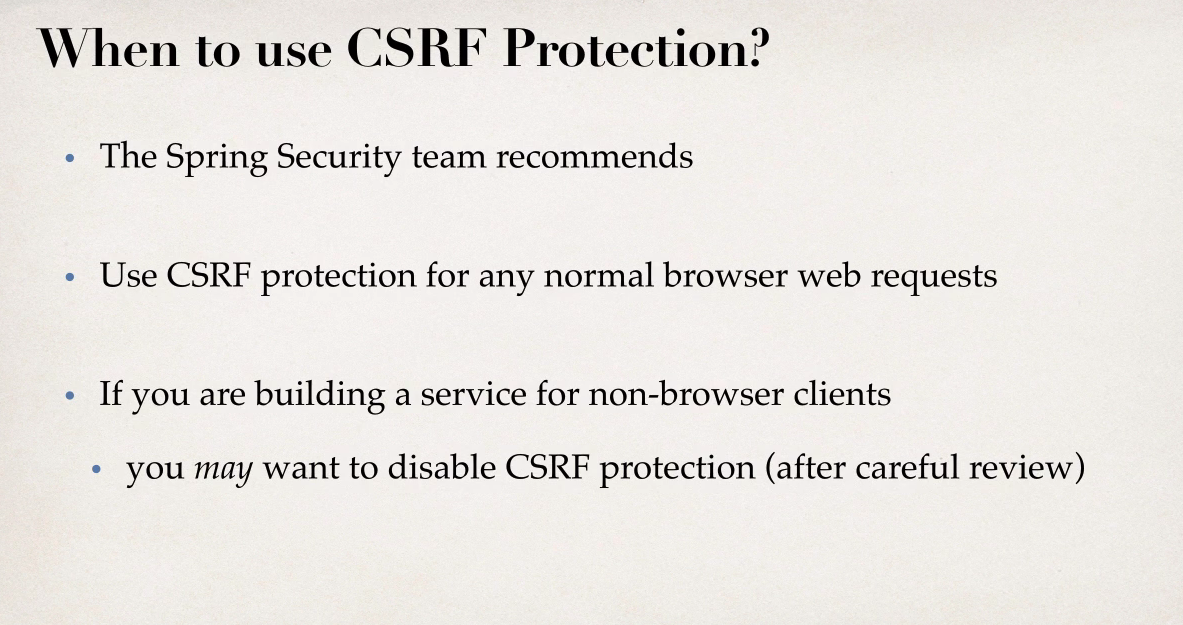 When to use CSRF Protection?
• The Spring Security team recommends
• Use CSRF protection for any normal browser web requests
• If you are building a service for non-browser clients
• you may want to disable CSRF protection (after careful review)